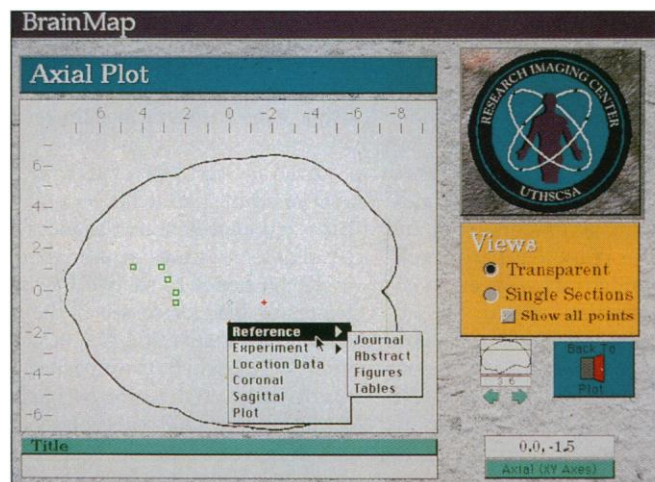 BrainMap
Axial Plot
6 4 2 0 -2 -4 -6 -8
6
4
2
0
-2
-4
-6
Reference
Experiment
Location Data
Coronal
Sagittal
Plot
Journal
Abstract
Figures
Tables
Title
RESEARCH IMAGING CENTER
UTHSCSA
Views
Transparent
Single Sections
Show all points
3 6
Back To
Plot
0.0, -1.5
Axial (XY Axes)